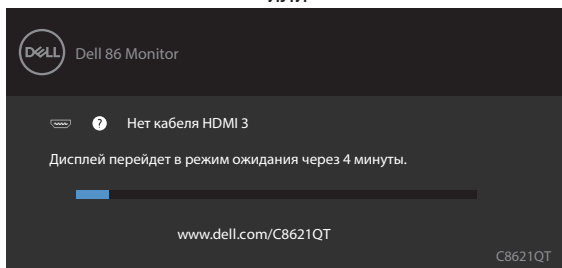 или
DELL
Dell 86 Monitor
? Нет кабеля HDMI 3
Дисплей перейдет в режим ожидания через 4 минуты.
www.dell.com/C8621QT
C8621QT